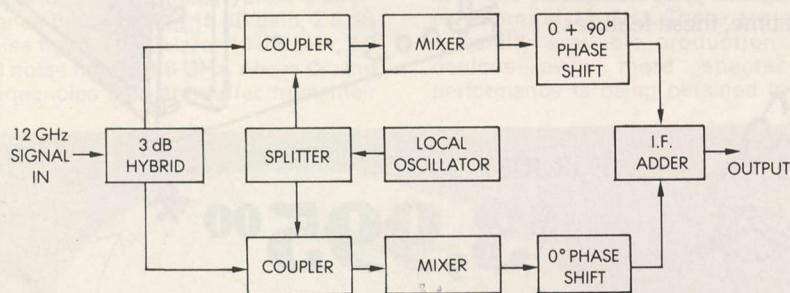 COUPLER
MIXER
0 + 90°
PHASE
SHIFT
12 GHz
SIGNAL
IN
3 dB
HYBRID
SPLITTER
LOCAL
OSCILLATOR
I.F.
ADDER
OUTPUT
COUPLER
MIXER
0° PHASE
SHIFT